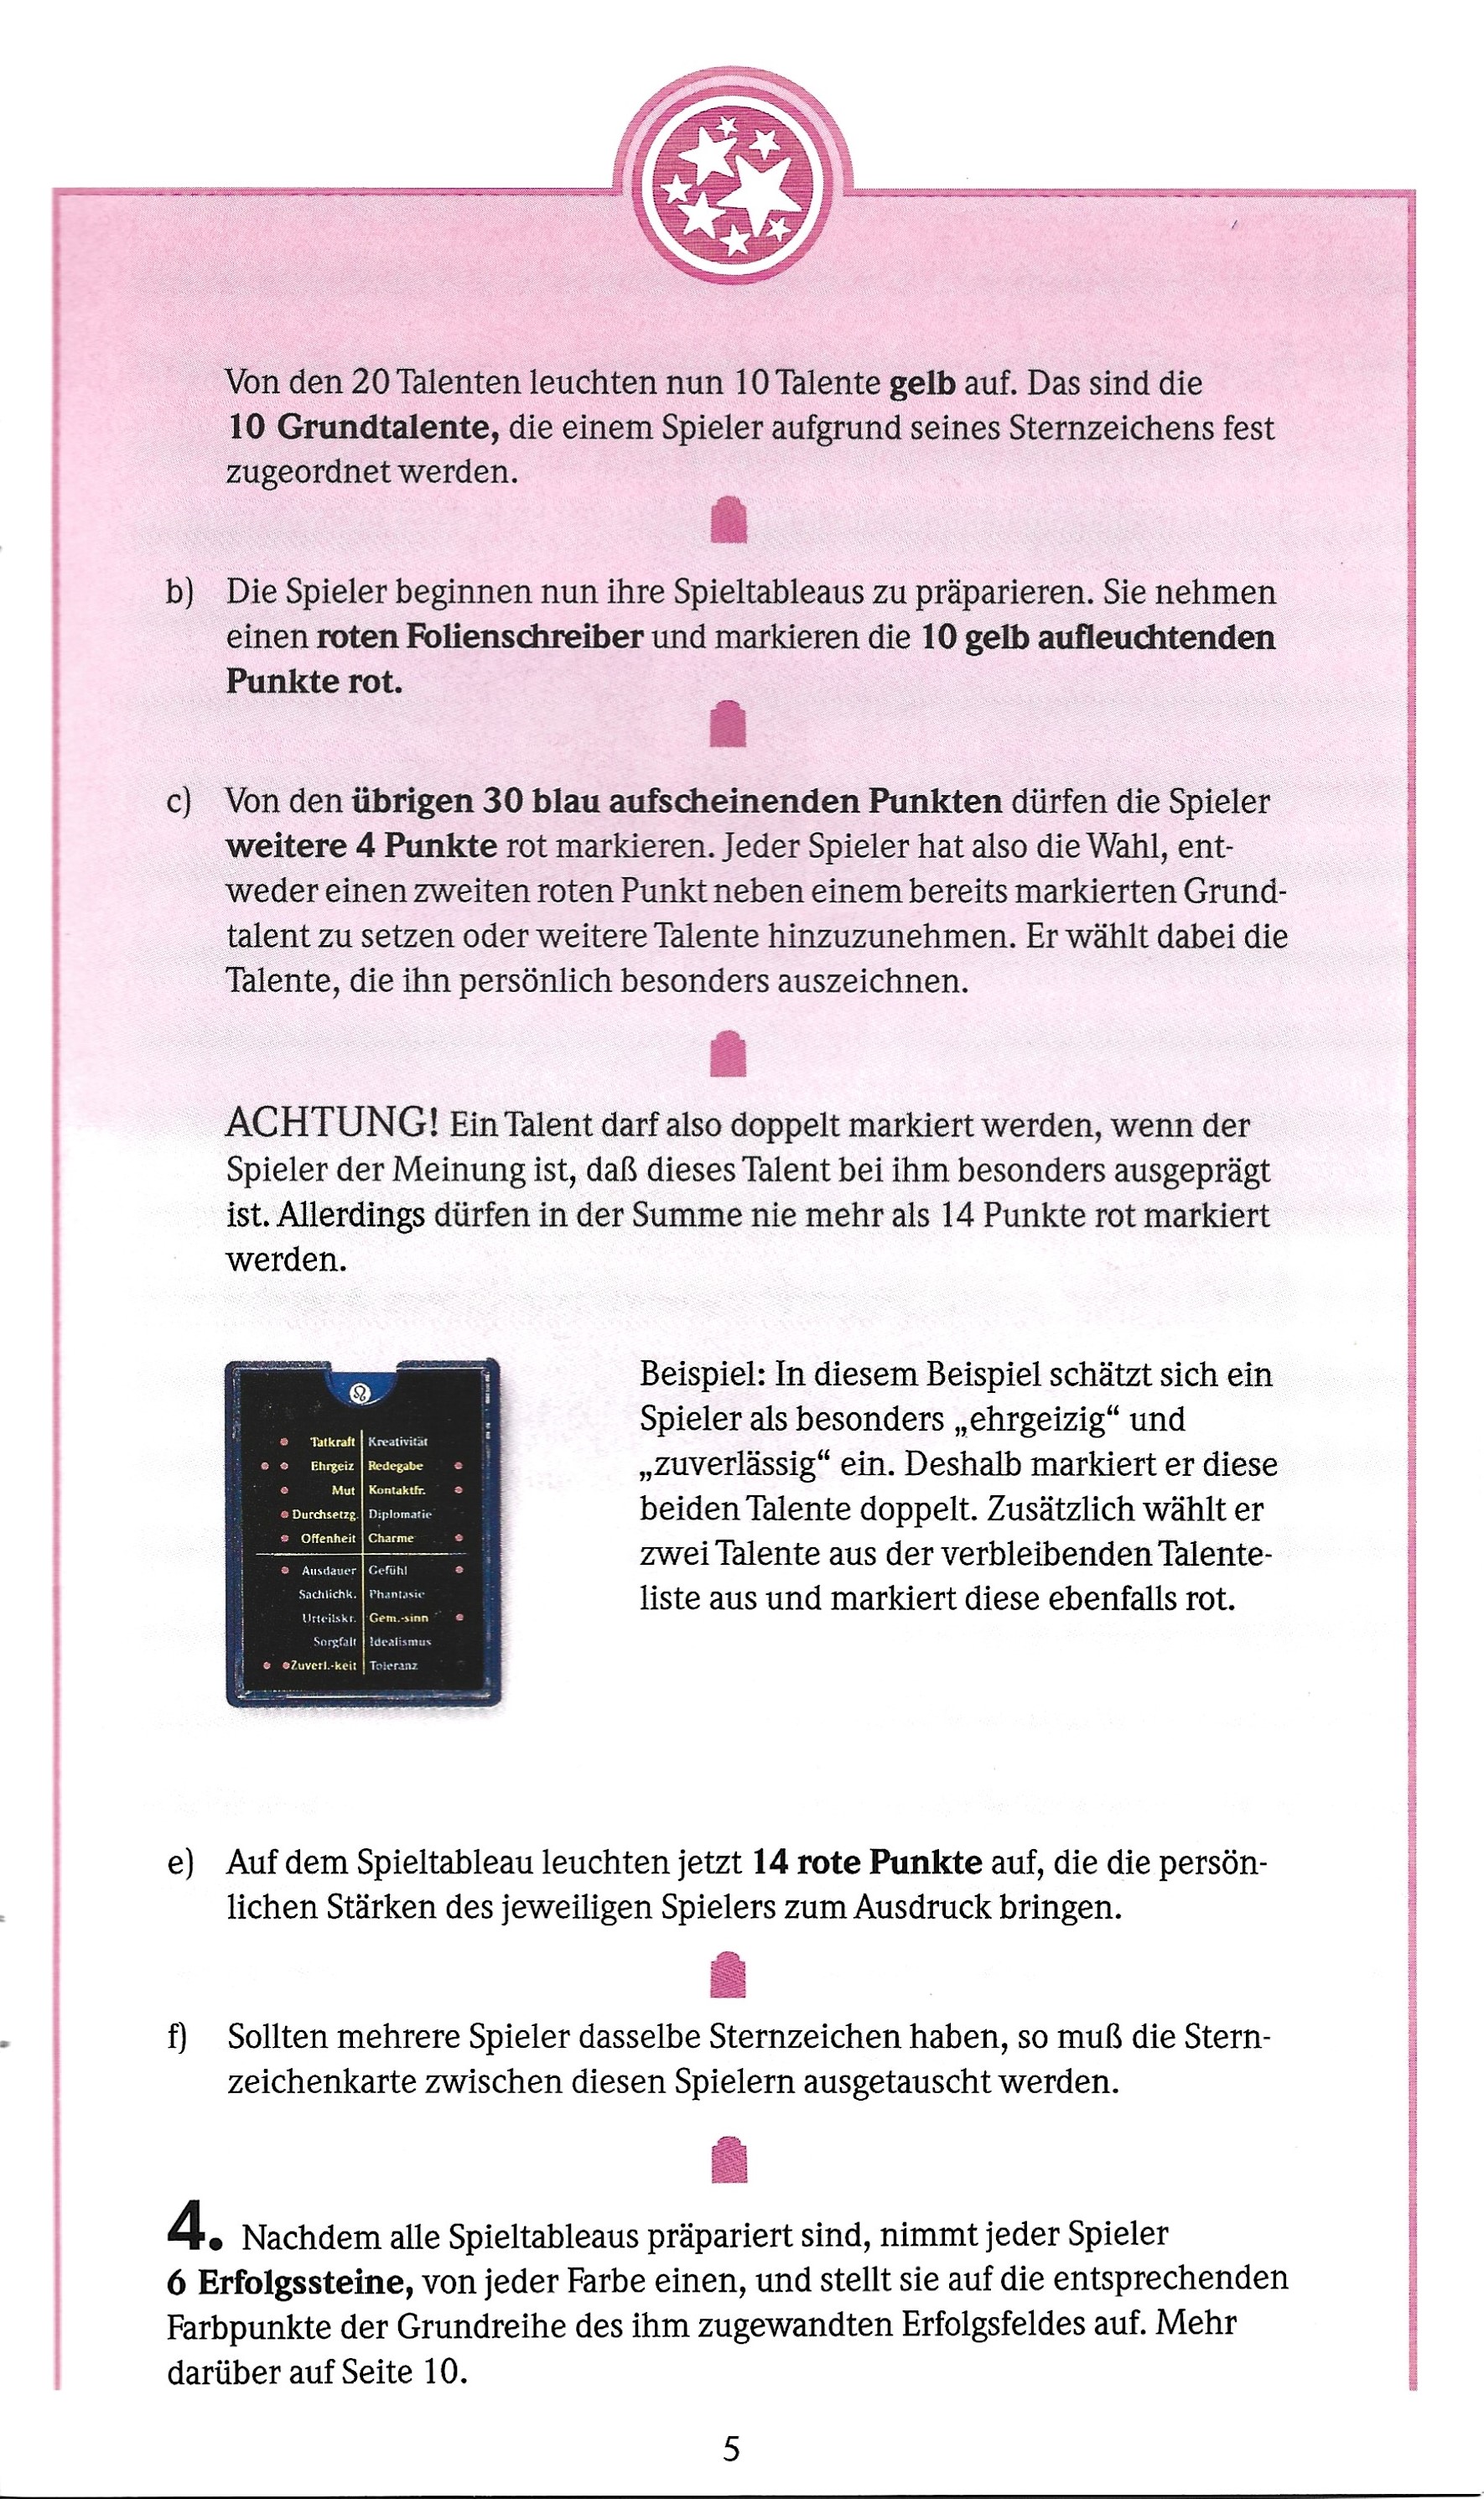 Von den 20 Talenten leuchten nun 10 Talente gelb auf. Das sind die
10 Grundtalente, die einem Spieler aufgrund seines Sternzeichens fest
zugeordnet werden.
b) Die Spieler beginnen nun ihre Spieltableaus zu präparieren. Sie nehmen
einen roten Folienschreiber und markieren die 10 gelb aufleuchtenden
Punkte rot.
c) Von den übrigen 30 blau aufscheinenden Punkten dürfen die Spieler
weitere 4 Punkte rot markieren. Jeder Spieler hat also die Wahl, ent-
weder einen zweiten roten Punkt neben einem bereits markierten Grund-
talent zu setzen oder weitere Talente hinzuzunehmen. Er wählt dabei die
Talente, die ihn persönlich besonders auszeichnen.
ACHTUNG! Ein Talent darf also doppelt markiert werden, wenn der
Spieler der Meinung ist, daß dieses Talent bei ihm besonders ausgeprägt
ist. Allerdings dürfen in der Summe nie mehr als 14 Punkte rot markiert
werden.
Tatkraft Kreativität
Ehrgeiz Redegabe
Mut Kontaktfr.
Durchsetzg. Diplomatie
Offenheit Charme
Ausdauer Gefühl
Sachlichk. Phantasie
Urteilskr. Gem.-sinn
Sorgfalt Idealismus
Zuverl.-keit Toleranz
Beispiel: In diesem Beispiel schätzt sich ein
Spieler als besonders „ehrgeizig“ und
„zuverlässig“ ein. Deshalb markiert er diese
beiden Talente doppelt. Zusätzlich wählt er
zwei Talente aus der verbleibenden Talente-
liste aus und markiert diese ebenfalls rot.
e) Auf dem Spieltableau leuchten jetzt 14 rote Punkte auf, die die persön-
lichen Stärken des jeweiligen Spielers zum Ausdruck bringen.
f) Sollten mehrere Spieler dasselbe Sternzeichen haben, so muß die Stern-
zeichenkarte zwischen diesen Spielern ausgetauscht werden.
4. Nachdem alle Spieltableaus präpariert sind, nimmt jeder Spieler
6 Erfolgssteine, von jeder Farbe einen, und stellt sie auf die entsprechenden
Farbpunkte der Grundreihe des ihm zugewandten Erfolgsfeldes auf. Mehr
darüber auf Seite 10.
5